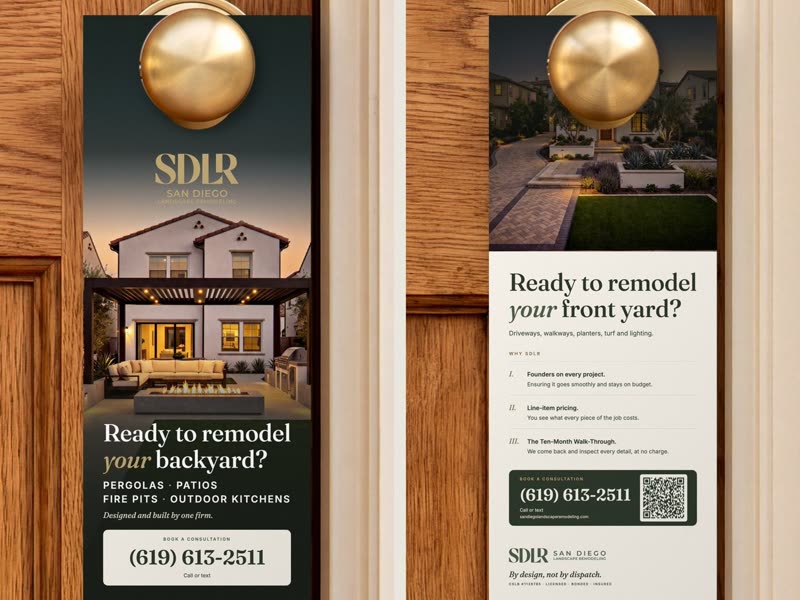 SDLR
SAN DIEGO
LANDSCAPE REMODELING
Ready to remodel
your backyard?
PERGOLAS · PATIOS
FIRE PITS · OUTDOOR KITCHENS
Designed and built by one firm.
BOOK A CONSULTATION
(619) 613-2511
Call or text
Ready to remodel
your front yard?
Driveways, walkways, planters, turf and lighting.
WHY SDLR
I. Founders on every project.
Ensuring it goes smoothly and stays on budget.
II. Line-item pricing.
You see what every piece of the job costs.
III. The Ten-Month Walk-Through.
We come back and inspect every detail, at no charge.
BOOK A CONSULTATION
(619) 613-2511
Call or text
sandiegolandscaperemodeling.com
SDLR SAN DIEGO
LANDSCAPE REMODELING
By design, not by dispatch.
LICENSED · BONDED · INSURED